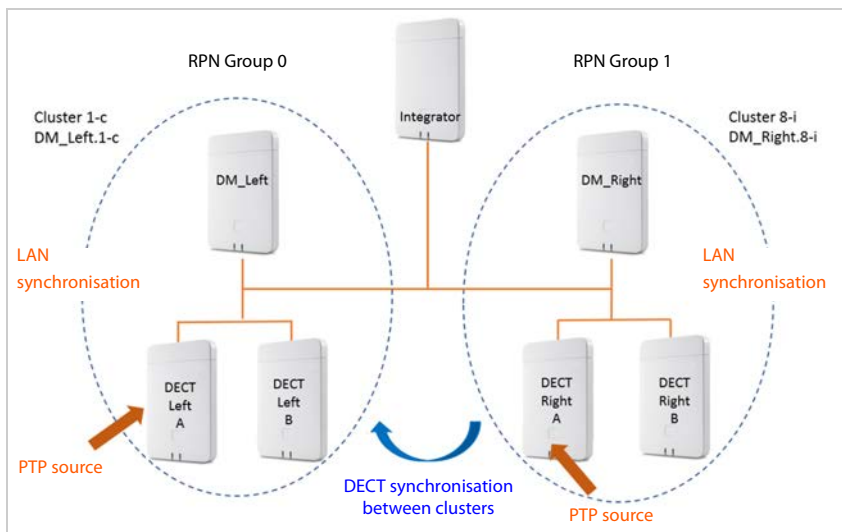 RPN Group 0
RPN Group 1
Cluster 1-c
DM_Left.1-c
Integrator
Cluster 8-i
DM_Right.8-i
DM_Left
DM_Right
LAN
synchronisation
LAN
synchronisation
DECT
Left
A
DECT
Left
B
DECT
Right
A
DECT
Right
B
PTP source
DECT synchronisation
between clusters
PTP source